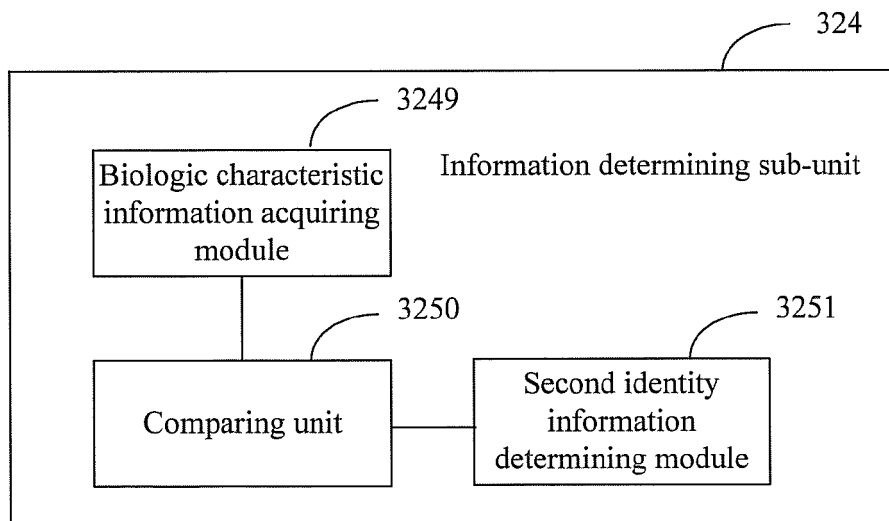 324
3249
Biologic characteristic
information acquiring
module
Information determining sub-unit
3250
Comparing unit
3251
Second identity
information
determining module